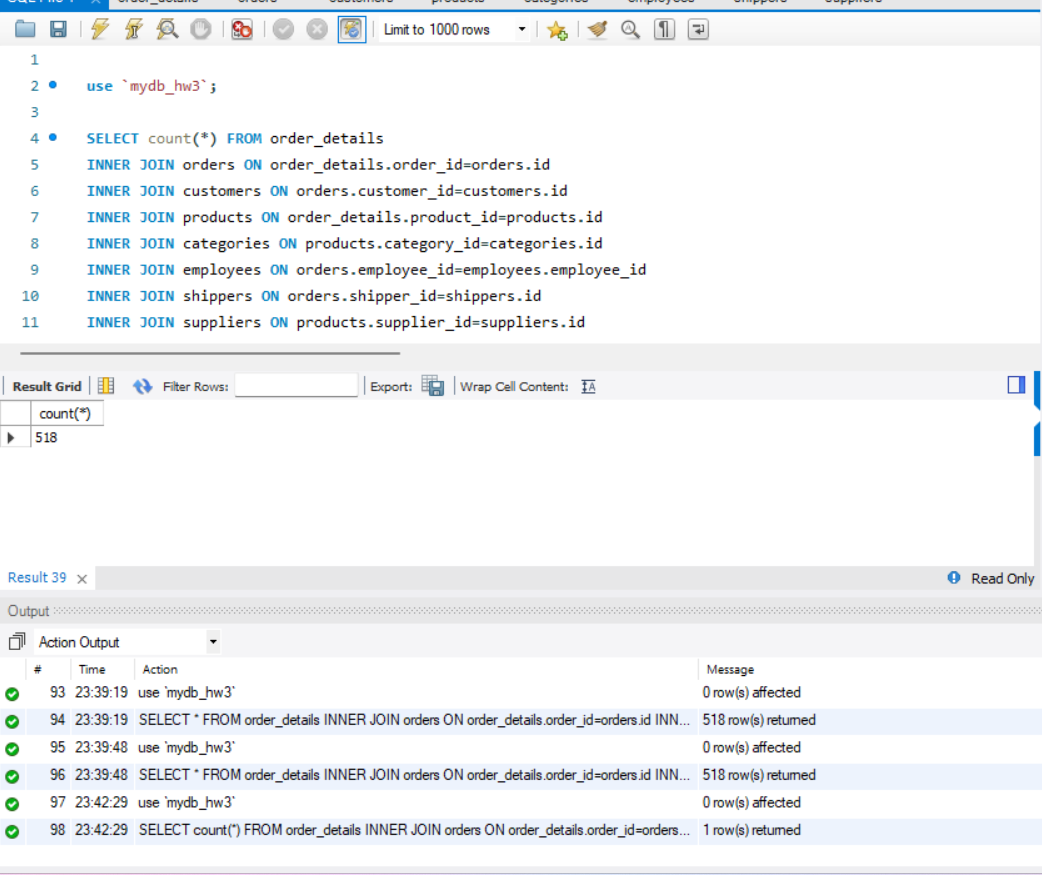 order_details orders customers products categories employees shippers suppliers
Limit to 1000 rows
1
2 use `mydb_hw3`;
3
4 SELECT count(*) FROM order_details
5 INNER JOIN orders ON order_details.order_id=orders.id
6 INNER JOIN customers ON orders.customer_id=customers.id
7 INNER JOIN products ON order_details.product_id=products.id
8 INNER JOIN categories ON products.category_id=categories.id
9 INNER JOIN employees ON orders.employee_id=employees.employee_id
10 INNER JOIN shippers ON orders.shipper_id=shippers.id
11 INNER JOIN suppliers ON products.supplier_id=suppliers.id
Result Grid Filter Rows: Export: Wrap Cell Content:
count(*)
518
Result 39 Read Only
Output
Action Output
# Time Action Message
93 23:39:19 use `mydb_hw3` 0 row(s) affected
94 23:39:19 SELECT * FROM order_details INNER JOIN orders ON order_details.order_id=orders.id INN... 518 row(s) returned
95 23:39:48 use `mydb_hw3` 0 row(s) affected
96 23:39:48 SELECT * FROM order_details INNER JOIN orders ON order_details.order_id=orders.id INN... 518 row(s) returned
97 23:42:29 use `mydb_hw3` 0 row(s) affected
98 23:42:29 SELECT count(*) FROM order_details INNER JOIN orders ON order_details.order_id=orders... 1 row(s) returned